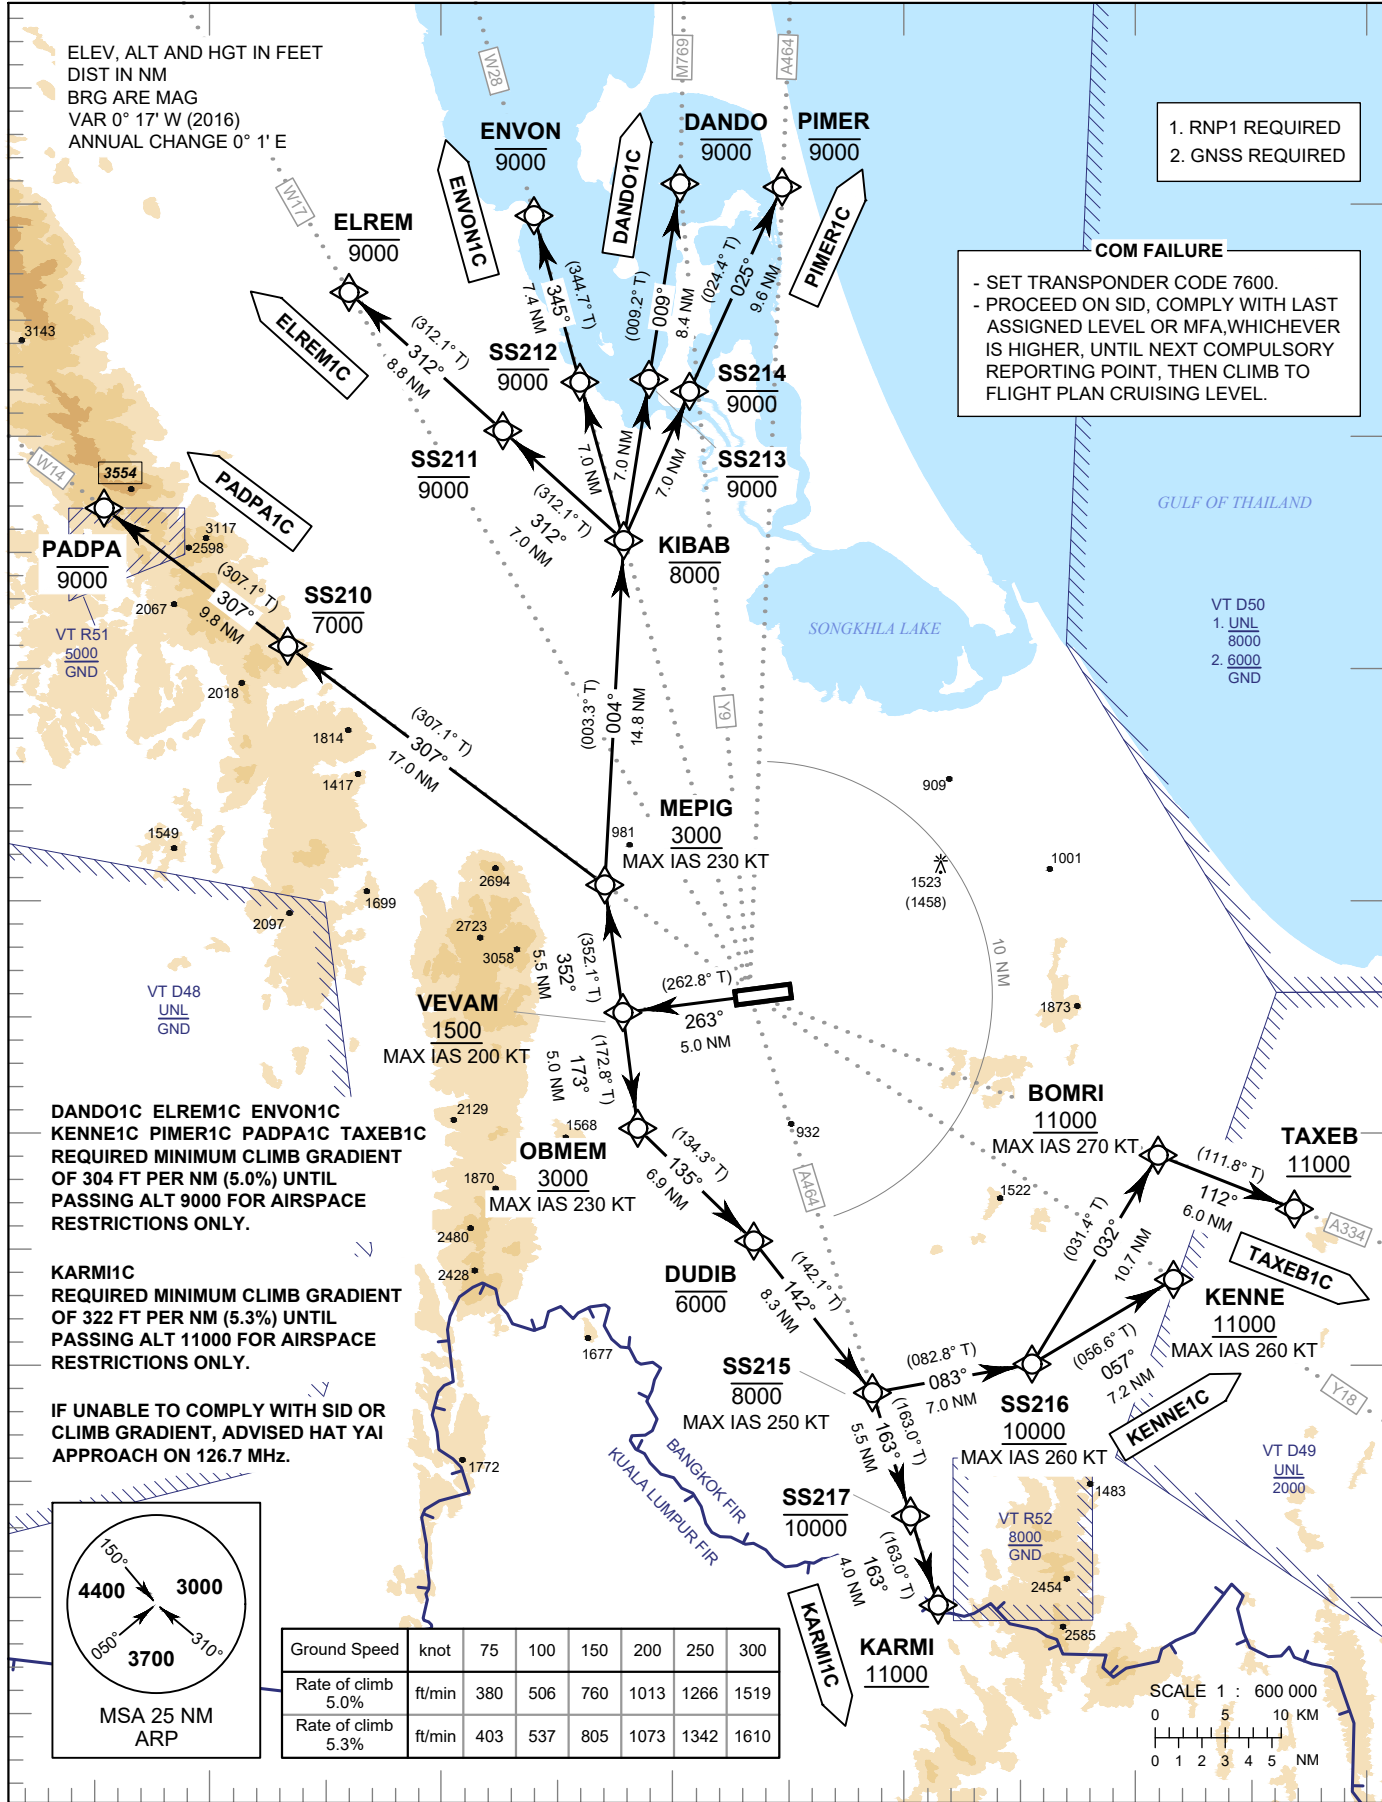 ELEV, ALT AND HGT IN FEET
DIST IN NM
BRG ARE MAG
VAR 0° 17' W (2016)
ANNUAL CHANGE 0° 1' E
W28
M769
A464
1. RNP1 REQUIRED
2. GNSS REQUIRED
ENVON
9000
DANDO
9000
PIMER
9000
W17
ENVON1C
DANDO1C
PIMER1C
ELREM
9000
COM FAILURE
- SET TRANSPONDER CODE 7600.
- PROCEED ON SID, COMPLY WITH LAST
ASSIGNED LEVEL OR MFA,WHICHEVER
IS HIGHER, UNTIL NEXT COMPULSORY
REPORTING POINT, THEN CLIMB TO
FLIGHT PLAN CRUISING LEVEL.
(344.7° T)
345°
7.4 NM
(009.2° T)
009°
8.4 NM
(024.4° T)
025°
9.6 NM
3143
ELREM1C
(312.1° T)
312°
8.8 NM
SS212
9000
SS214
9000
SS211
9000
7.0 NM
7.0 NM
7.0 NM
SS213
9000
W14
3554
PADPA1C
(312.1° T)
312°
7.0 NM
GULF OF THAILAND
PADPA
9000
3117
2598
KIBAB
8000
(307.1° T)
307°
9.8 NM
2067
SS210
7000
VT R51
5000
GND
SONGKHLA LAKE
VT D50
1. UNL
8000
2. 6000
GND
2018
(003.3° T)
004°
14.8 NM
Y9
(307.1° T)
307°
17.0 NM
1814
1417
909
MEPIG
3000
MAX IAS 230 KT
981
1549
2694
1523
(1458)
1001
1699
2097
2723
3058
(352.1° T)
352°
5.5 NM
10 NM
(262.8° T)
263°
5.0 NM
VT D48
UNL
GND
VEVAM
1500
MAX IAS 200 KT
1873
(172.8° T)
173°
5.0 NM
DANDO1C ELREM1C ENVON1C
KENNE1C PIMER1C PADPA1C TAXEB1C
REQUIRED MINIMUM CLIMB GRADIENT
OF 304 FT PER NM (5.0%) UNTIL
PASSING ALT 9000 FOR AIRSPACE
RESTRICTIONS ONLY.
2129
1568
932
OBMEM
3000
MAX IAS 230 KT
(134.3° T)
135°
6.9 NM
BOMRI
11000
MAX IAS 270 KT
TAXEB
11000
(111.8° T)
112°
6.0 NM
1870
A464
1522
A334
2480
2428
KARMI1C
REQUIRED MINIMUM CLIMB GRADIENT
OF 322 FT PER NM (5.3%) UNTIL
PASSING ALT 11000 FOR AIRSPACE
RESTRICTIONS ONLY.
DUDIB
6000
(142.1° T)
142°
8.3 NM
(031.4° T)
032°
10.7 NM
TAXEB1C
KENNE
11000
MAX IAS 260 KT
1677
SS215
8000
MAX IAS 250 KT
(082.8° T)
083°
7.0 NM
(056.6° T)
057°
7.2 NM
Y18
IF UNABLE TO COMPLY WITH SID OR
CLIMB GRADIENT, ADVISED HAT YAI
APPROACH ON 126.7 MHz.
SS216
10000
MAX IAS 260 KT
KENNE1C
(163.0° T)
163°
5.5 NM
BANGKOK FIR
KUALA LUMPUR FIR
1772
VT D49
UNL
2000
1483
SS217
10000
VT R52
8000
GND
(163.0° T)
163°
4.0 NM
2454
2585
KARMI1C
KARMI
11000
150°
4400
3000
050°
310°
3700
MSA 25 NM
ARP
Ground Speed knot 75 100 150 200 250 300
Rate of climb 5.0% ft/min 380 506 760 1013 1266 1519
Rate of climb 5.3% ft/min 403 537 805 1073 1342 1610
SCALE 1 : 600 000
0 5 10 KM
0 1 2 3 4 5 NM